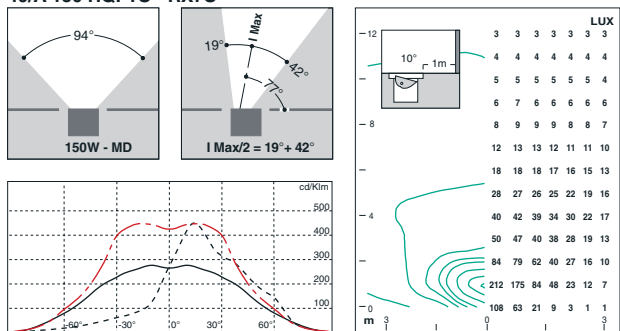 94°
150W - MD
19°
I Max
42°
77°
I Max/2 = 19°+ 42°
cd/Klm
500
400
300
200
100
-60° -30° 0° 30° 60°
LUX
10°
1m
12
8
4
0
m 3 0 3
3 3 3 3 3 3 3
4 4 4 4 4 4 4
5 5 5 5 5 5 4
6 7 6 6 6 6 6
8 9 9 9 8 8 7
12 13 13 12 11 11 10
18 18 18 17 16 15 13
28 27 26 25 22 19 16
40 42 39 34 30 22 17
50 47 40 38 28 19 13
84 79 62 40 27 16 10
212 175 84 48 23 12 7
108 63 21 9 3 1 1